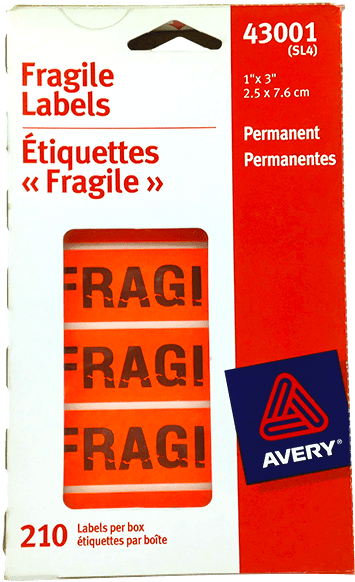 43001
(SL4)
Fragile
Labels
1"x 3"
2.5 x 7.6 cm
Étiquettes
« Fragile »
Permanent
Permanentes
FRAGI
FRAGI
FRAGI
AVERY®
210 Labels per box
étiquettes par boîte